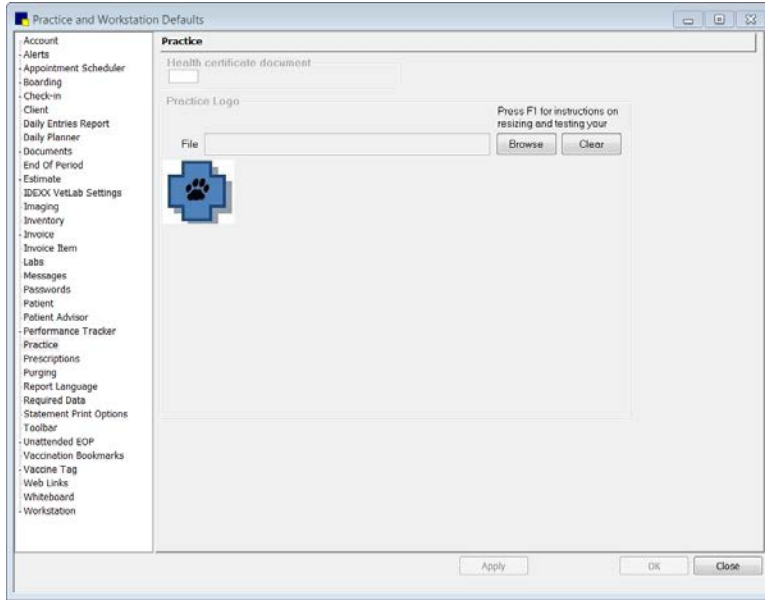 Practice and Workstation Defaults
Account
Alerts
Appointment Scheduler
Boarding
Check-in
Client
Daily Entries Report
Daily Planner
Documents
End Of Period
Estimate
IDEXX VetLab Settings
Imaging
Inventory
Invoice
Invoice Item
Labs
Messages
Passwords
Patient
Patient Advisor
Performance Tracker
Practice
Prescriptions
Purging
Report Language
Required Data
Statement Print Options
Toolbar
Unattended EOP
Vaccination Bookmarks
Vaccine Tag
Web Links
Whiteboard
Workstation
Practice
Health certificate document
Practice Logo
Press F1 for instructions on
resizing and testing your
File
Browse Clear
Apply OK Close